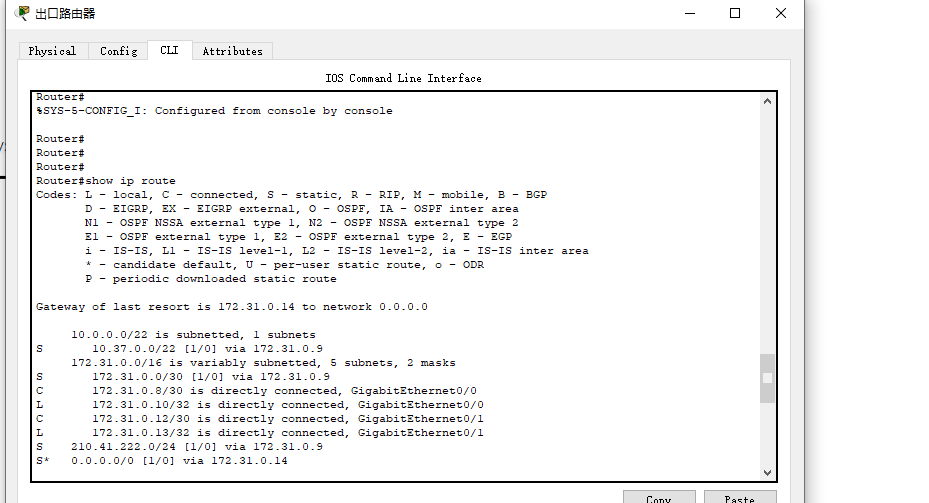 出口路由器
Physical Config CLI Attributes
IOS Command Line Interface
Router#
%SYS-5-CONFIG_I: Configured from console by console
Router#
Router#
Router#
Router#show ip route
Codes: L - local, C - connected, S - static, R - RIP, M - mobile, B - BGP
D - EIGRP, EX - EIGRP external, O - OSPF, IA - OSPF inter area
N1 - OSPF NSSA external type 1, N2 - OSPF NSSA external type 2
E1 - OSPF external type 1, E2 - OSPF external type 2, E - EGP
i - IS-IS, L1 - IS-IS level-1, L2 - IS-IS level-2, ia - IS-IS inter area
* - candidate default, U - per-user static route, o - ODR
P - periodic downloaded static route
Gateway of last resort is 172.31.0.14 to network 0.0.0.0
10.0.0.0/22 is subnetted, 1 subnets
S 10.37.0.0/22 [1/0] via 172.31.0.9
172.31.0.0/16 is variably subnetted, 5 subnets, 2 masks
S 172.31.0.0/30 [1/0] via 172.31.0.9
C 172.31.0.8/30 is directly connected, GigabitEthernet0/0
L 172.31.0.10/32 is directly connected, GigabitEthernet0/0
C 172.31.0.12/30 is directly connected, GigabitEthernet0/1
L 172.31.0.13/32 is directly connected, GigabitEthernet0/1
S 210.41.222.0/24 [1/0] via 172.31.0.9
S* 0.0.0.0/0 [1/0] via 172.31.0.14
Copy Paste